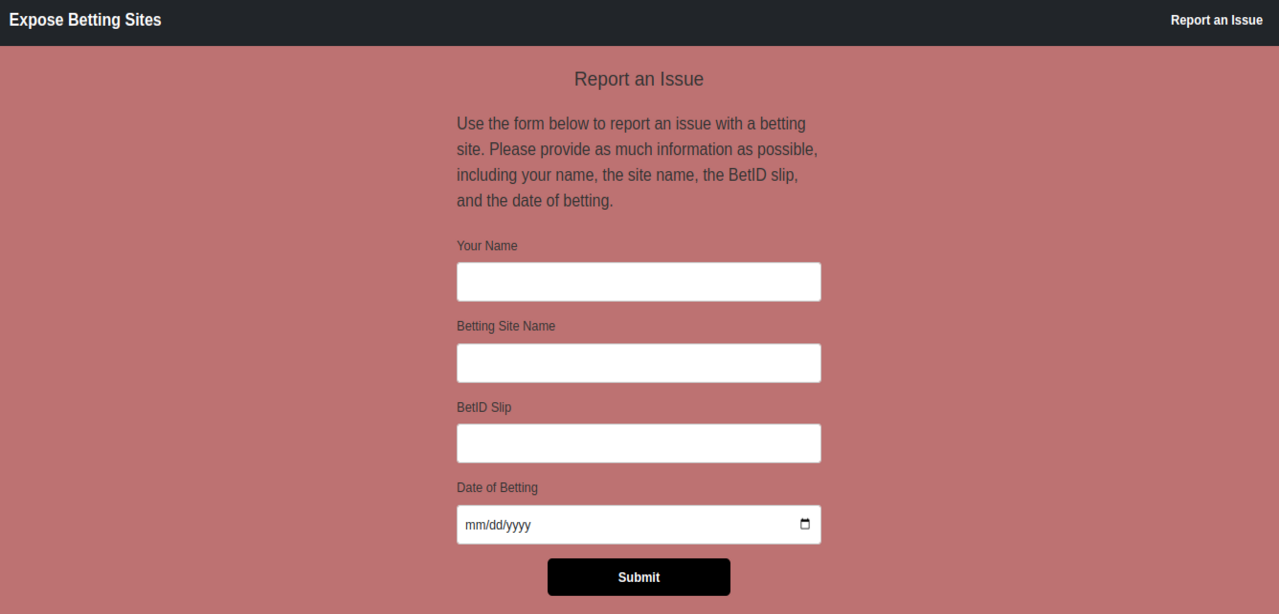 Expose Betting Sites
Report an Issue
Report an Issue
Use the form below to report an issue with a betting
site. Please provide as much information as possible,
including your name, the site name, the BetID slip,
and the date of betting.
Your Name
Betting Site Name
BetID Slip
Date of Betting
mm/dd/yyyy
Submit